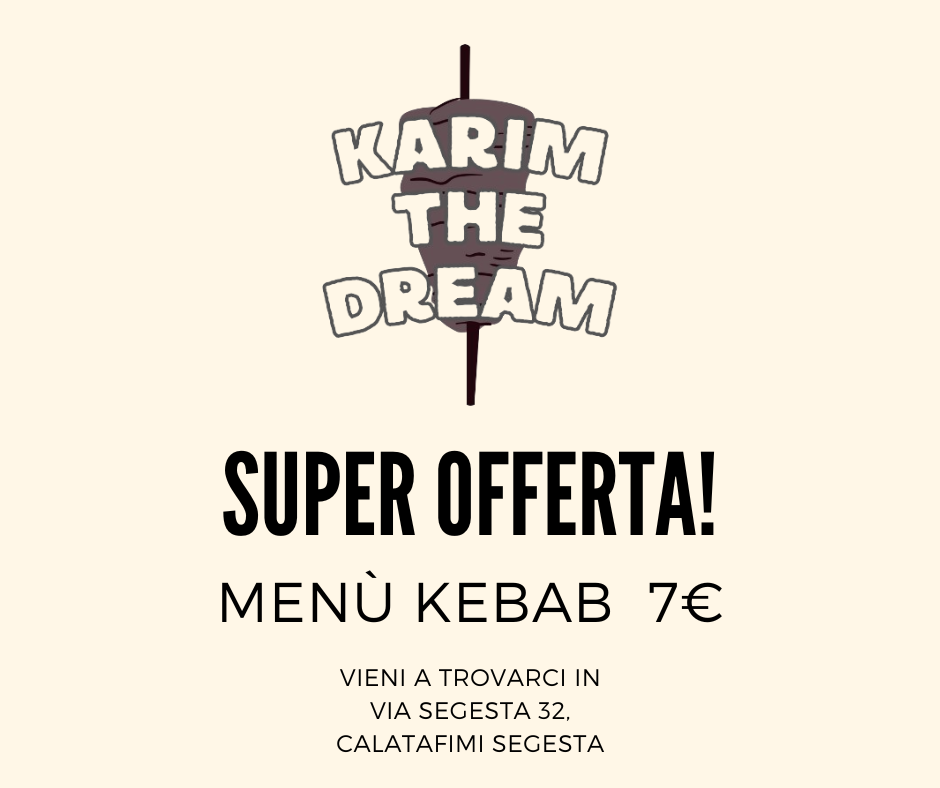 KARIM
THE
DREAM
SUPER OFFERTA!
MENÙ KEBAB 7€
VIENI A TROVARCI IN
VIA SEGESTA 32,
CALATAFIMI SEGESTA